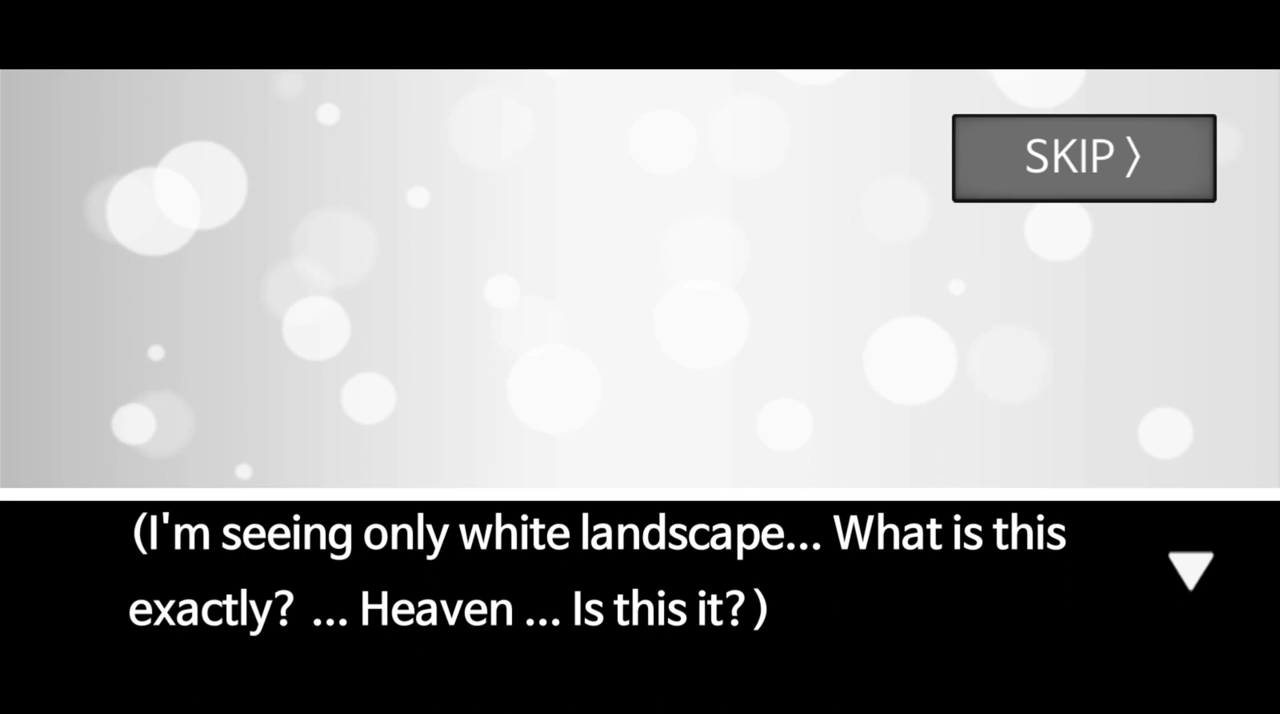 SKIP 〉
(I'm seeing only white landscape... What is this
exactly? ... Heaven ... Is this it?)